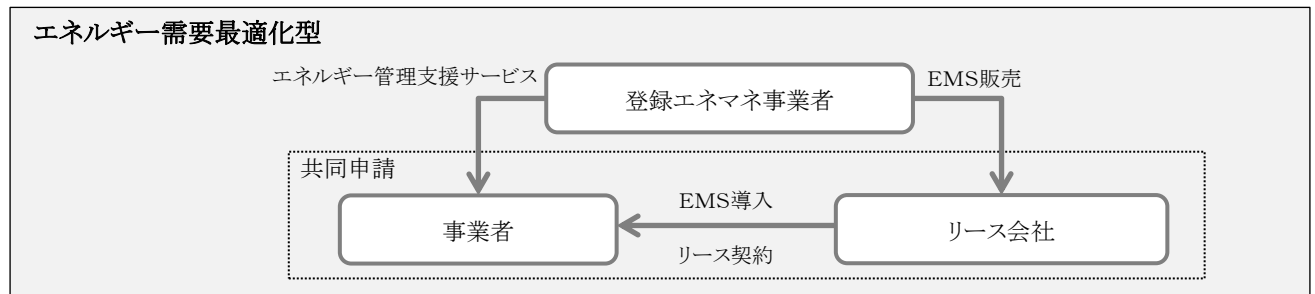 エネルギー需要最適化型
エネルギー管理支援サービス
登録エネマネ事業者
EMS販売
共同申請
事業者
EMS導入
リース契約
リース会社